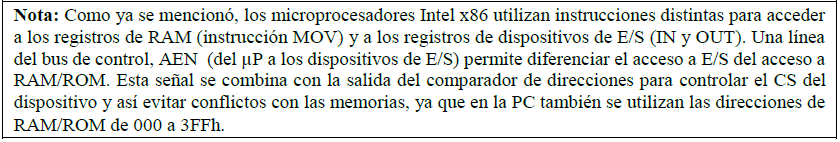 Nota: Como ya se mencionó, los microprocesadores Intel x86 utilizan instrucciones distintas para acceder
a los registros de RAM (instrucción MOV) y a los registros de dispositivos de E/S (IN y OUT). Una línea
del bus de control, AEN (del μP a los dispositivos de E/S) permite diferenciar el acceso a E/S del acceso a
RAM/ROM. Esta señal se combina con la salida del comparador de direcciones para controlar el CS del
dispositivo y así evitar conflictos con las memorias, ya que en la PC también se utilizan las direcciones de
RAM/ROM de 000 a 3FFh.